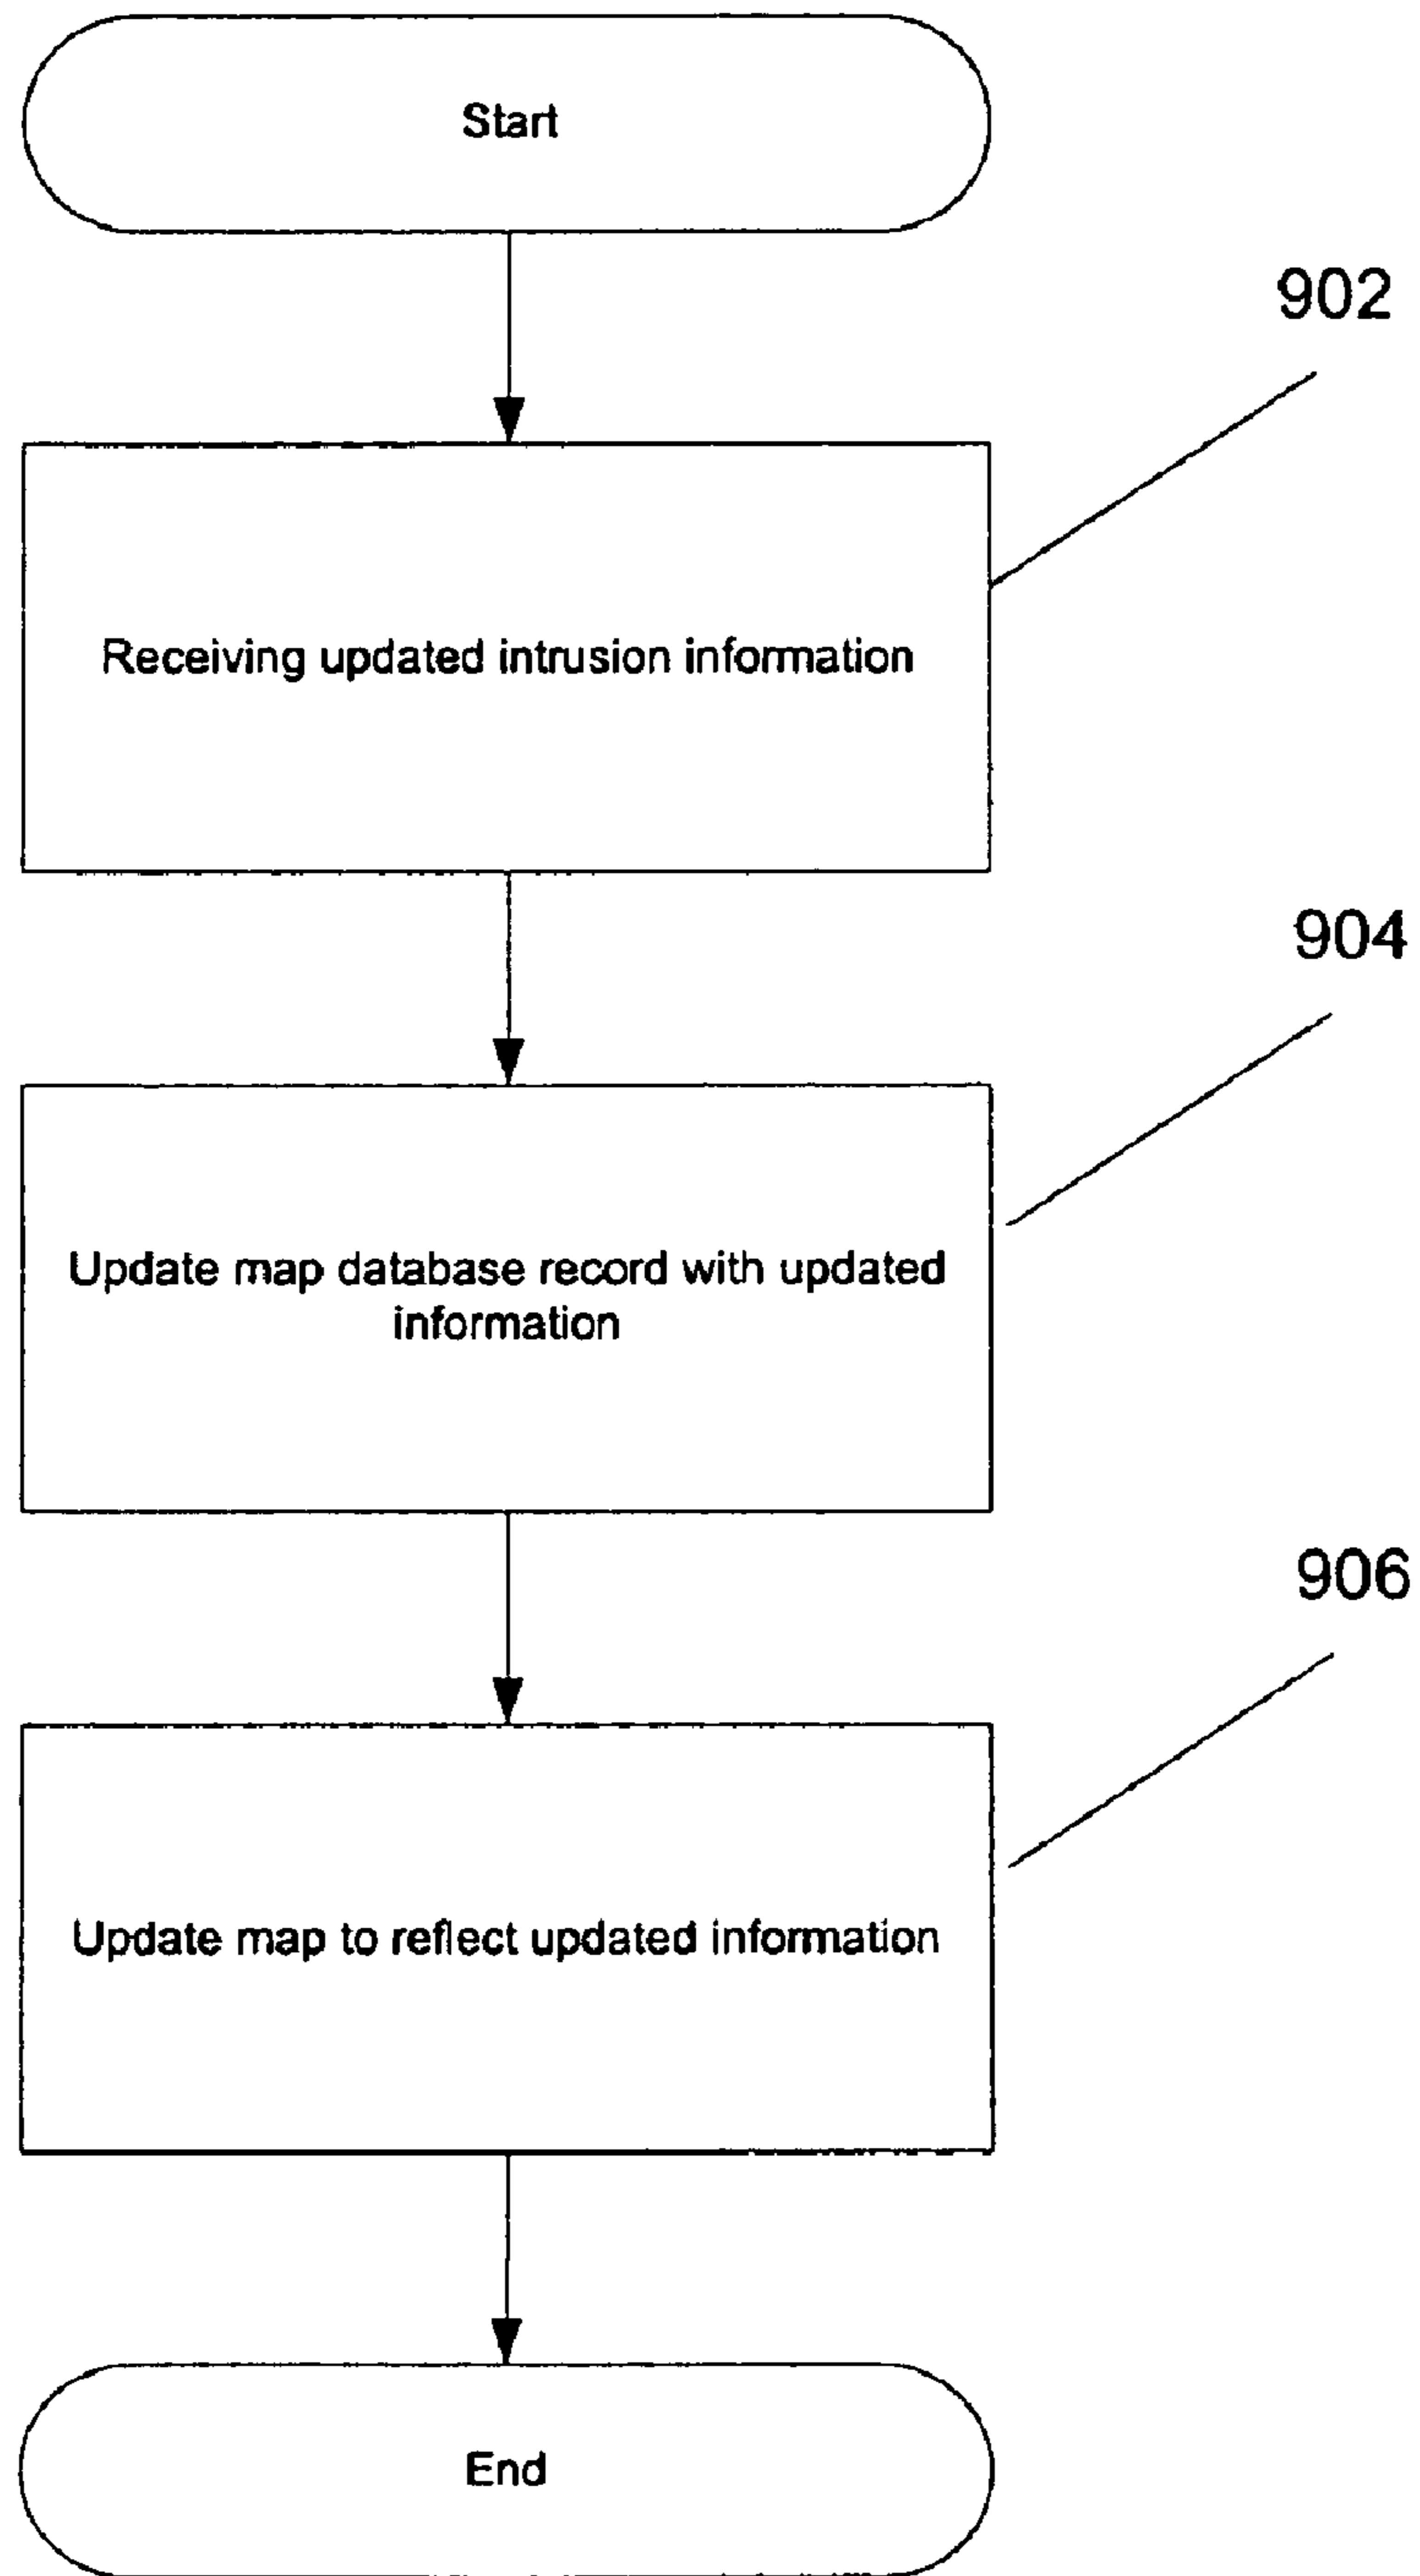 Start
902
Receiving updated intrusion information
904
Update map database record with updated
information
906
Update map to reflect updated information
End